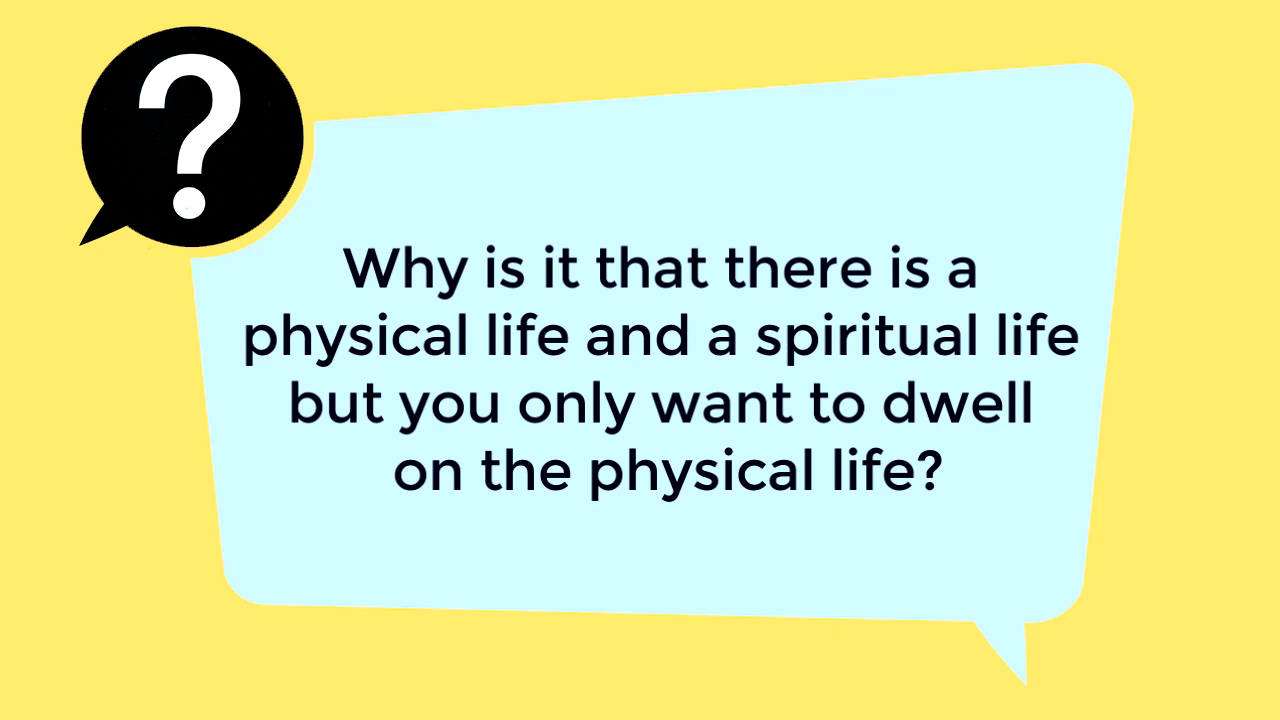 ?
Why is it that there is a
physical life and a spiritual life
but you only want to dwell
on the physical life?